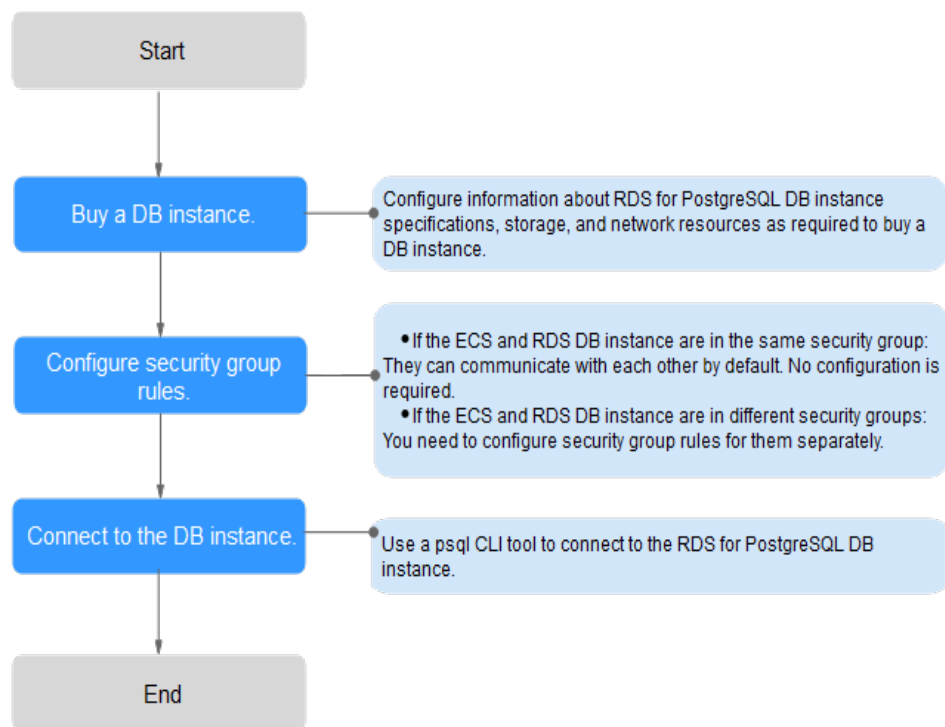 Start
Buy a DB instance.
Configure information about RDS for PostgreSQL DB instance
specifications, storage, and network resources as required to buy a
DB instance.
Configure security group
rules.
•If the ECS and RDS DB instance are in the same security group:
They can communicate with each other by default. No configuration is
required.
•If the ECS and RDS DB instance are in different security groups:
You need to configure security group rules for them separately.
Connect to the DB instance.
Use a psql CLI tool to connect to the RDS for PostgreSQL DB
instance.
End